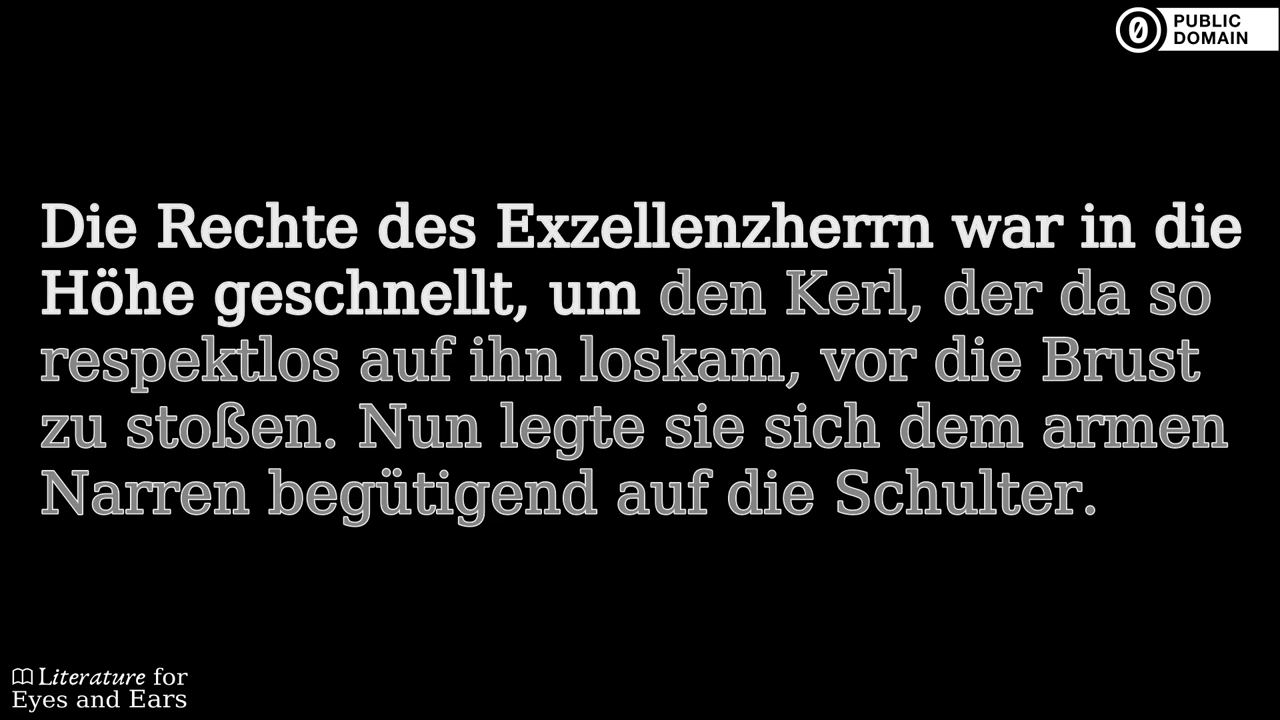 PUBLIC
DOMAIN
Die Rechte des Exzellenzherrn war in die
Höhe geschnellt, um den Kerl, der da so
respektlos auf ihn loskam, vor die Brust
zu stoßen. Nun legte sie sich dem armen
Narren begütigend auf die Schulter.
Literature for
Eyes and Ears